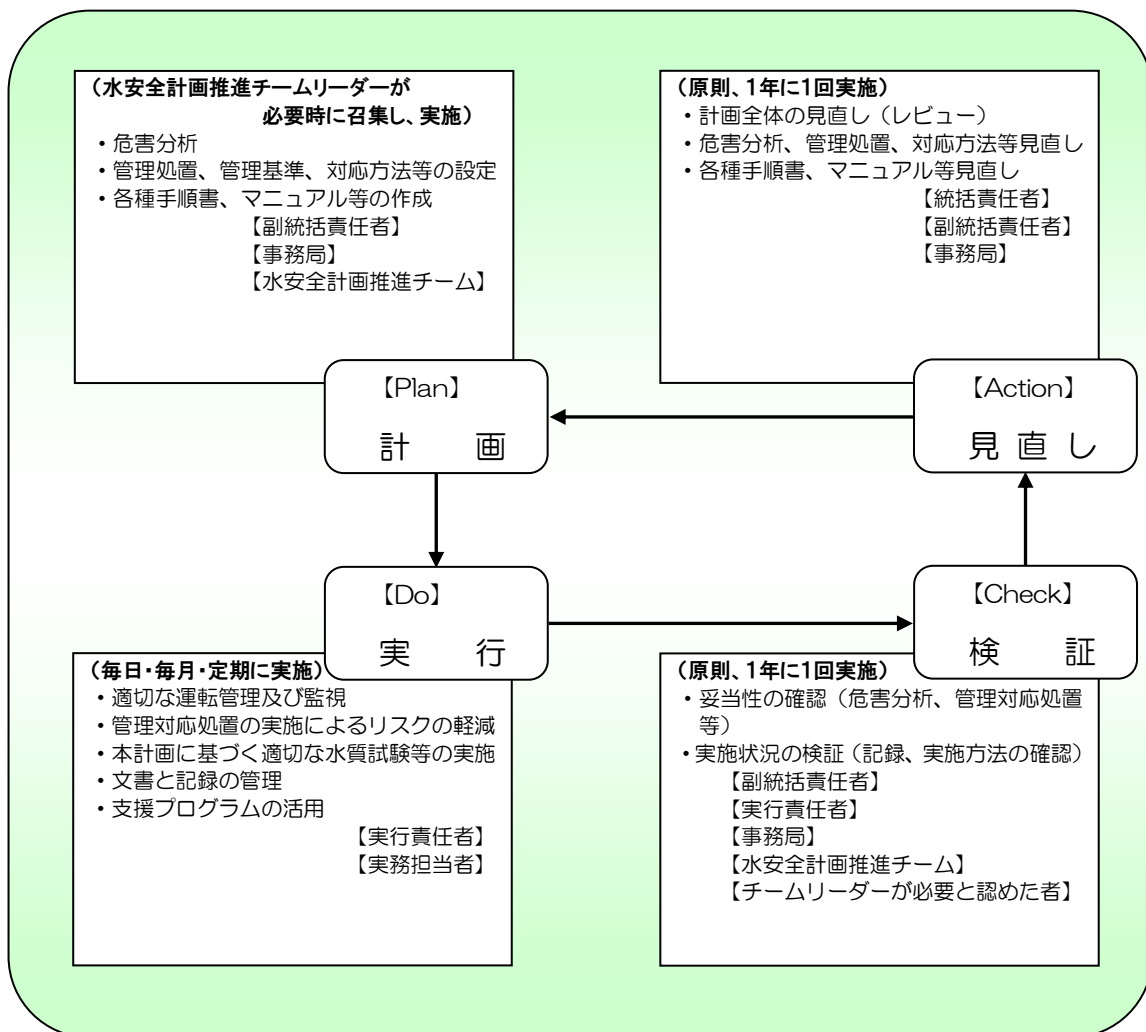 （水安全計画推進チームリーダーが
必要時に召集し、実施）
・危害分析
・管理処置、管理基準、対応方法等の設定
・各種手順書、マニュアル等の作成
【副統括責任者】
【事務局】
【水安全計画推進チーム】
【Plan】
計　画
（原則、1年に1回実施）
・計画全体の見直し（レビュー）
・危害分析、管理処置、対応方法等見直し
・各種手順書、マニュアル等見直し
【統括責任者】
【副統括責任者】
【事務局】
【Action】
見 直 し
【Do】
実　行
（毎日・毎月・定期に実施）
・適切な運転管理及び監視
・管理対応処置の実施によるリスクの軽減
・本計画に基づく適切な水質試験等の実施
・文書と記録の管理
・支援プログラムの活用
【実行責任者】
【実務担当者】
【Check】
検　証
（原則、1年に1回実施）
・妥当性の確認（危害分析、管理対応処置
等）
・実施状況の検証（記録、実施方法の確認）
【副統括責任者】
【実行責任者】
【事務局】
【水安全計画推進チーム】
【チームリーダーが必要と認めた者】